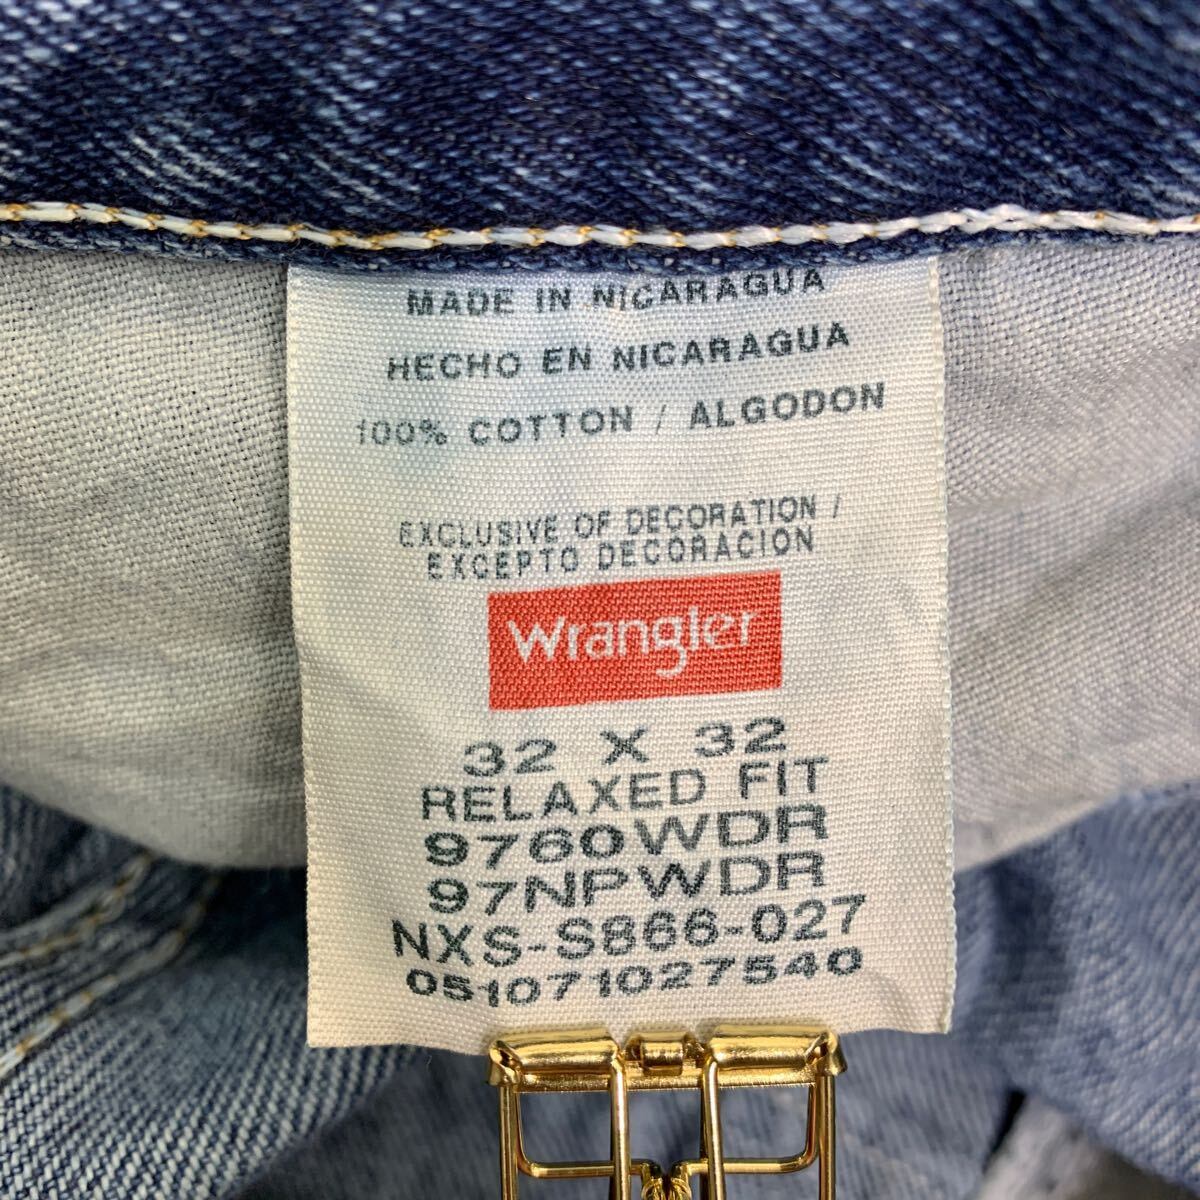 MADE IN NICARAGUA
HECHO EN NICARAGUA
100% COTTON / ALGODON
EXCLUSIVE OF DECORATION /
EXCEPTO DECORACION
Wrangler
32 X 32
RELAXED FIT
9760WDR
97NPWDR
NXS-S866-027
051071027540